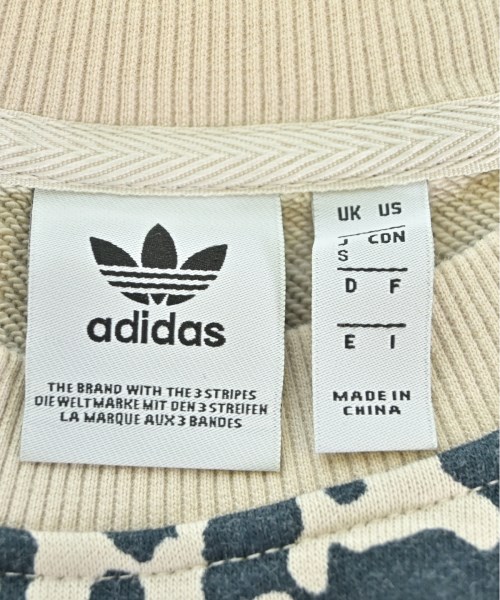 adidas
THE BRAND WITH THE 3 STRIPES
DIE WELTMARKE MIT DEN 3 STREIFEN
LA MARQUE AUX 3 BANDES
UK US
J CDN
S
D F
E I
MADE IN
CHINA